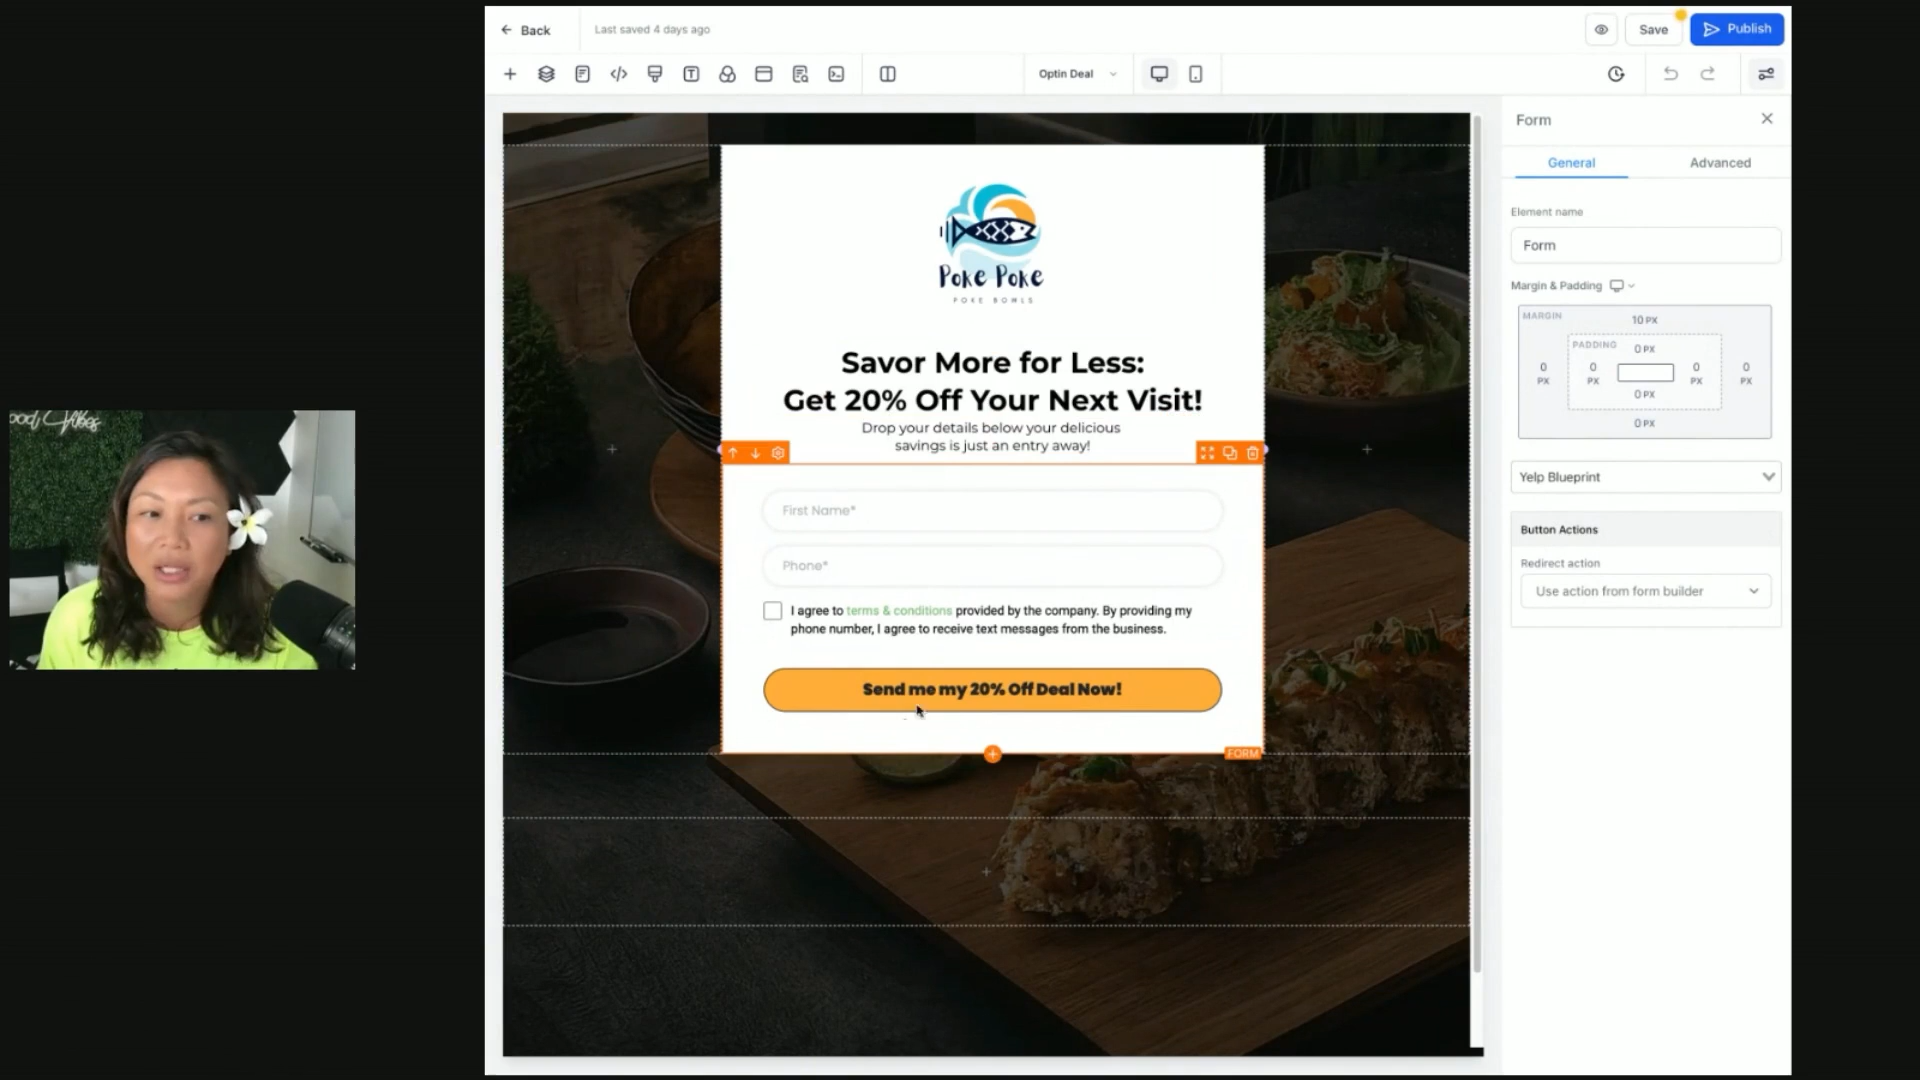 Back
Last saved 4 days ago
Save
Publish
Optin Deal
Form
General
Advanced
Element name
Form
Margin & Padding
MARGIN
10 PX
PADDING
0 PX
0
PX
0
PX
0
PX
0
PX
0 PX
0 PX
Yelp Blueprint
Button Actions
Redirect action
Use action from form builder
Poke Poke
POKE BOWLS
Savor More for Less:
Get 20% Off Your Next Visit!
Drop your details below your delicious
savings is just an entry away!
First Name*
Phone*
I agree to terms & conditions provided by the company. By providing my
phone number, I agree to receive text messages from the business.
Send me my 20% Off Deal Now!
FORM
ood Vibes